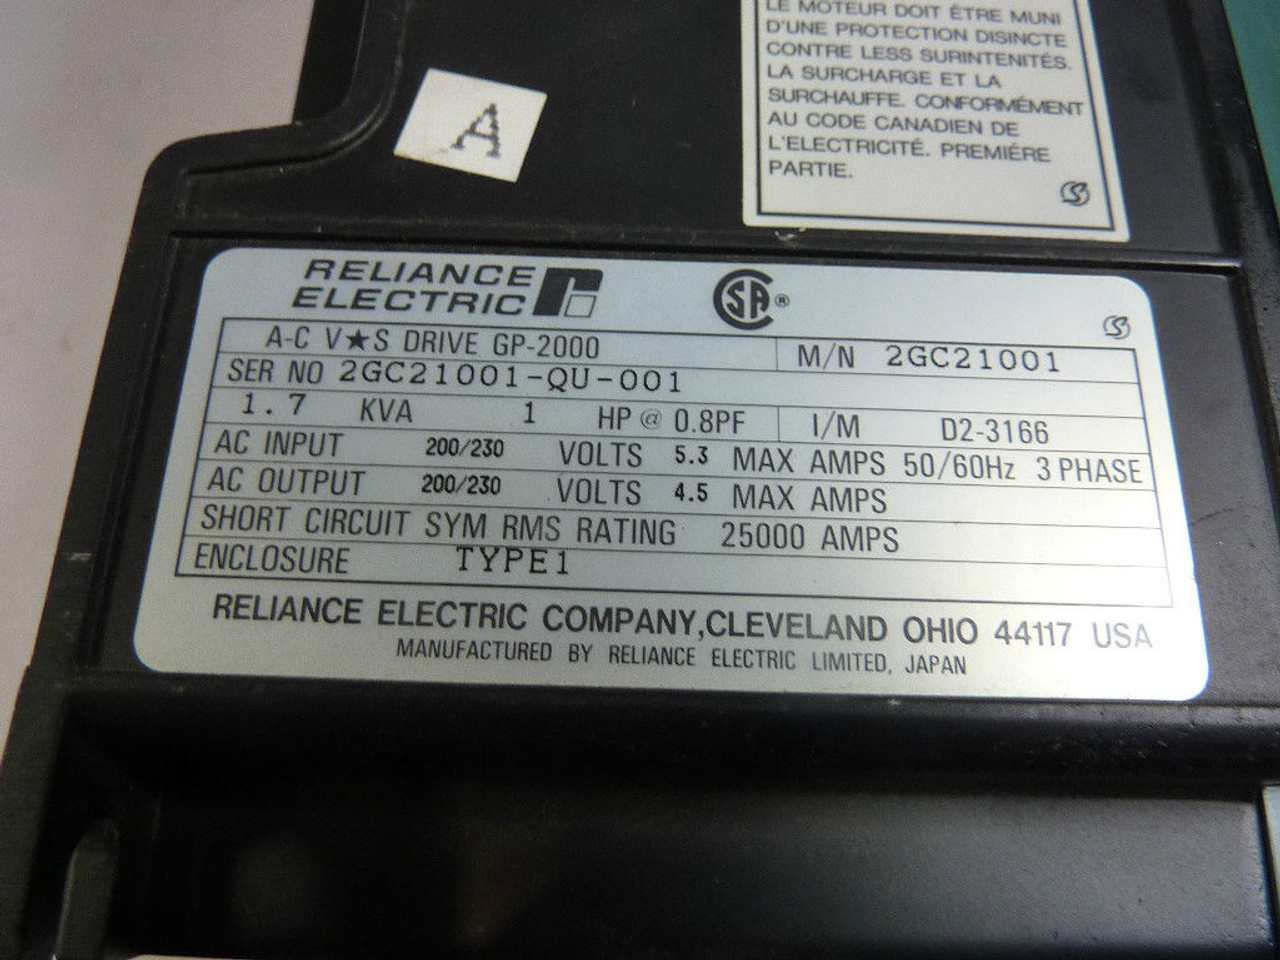 LE MOTEUR DOIT ÊTRE MUNI
D'UNE PROTECTION DISINCTE
CONTRE LESS SURINTENITÉS.
LA SURCHARGE ET LA
SURCHAUFFE. CONFORMÉMENT
AU CODE CANADIEN DE
L'ELECTRICITÉ. PREMIÉRE
PARTIE.
S
A
RELIANCE
ELECTRIC
SA ®
S
A-C V★S DRIVE GP-2000 M/N 2GC21001
SER NO 2GC21001-QU-001
1.7 KVA 1 HP @ 0.8PF I/M D2-3166
AC INPUT 200/230 VOLTS 5.3 MAX AMPS 50/60Hz 3 PHASE
AC OUTPUT 200/230 VOLTS 4.5 MAX AMPS
SHORT CIRCUIT SYM RMS RATING 25000 AMPS
ENCLOSURE TYPE1
RELIANCE ELECTRIC COMPANY,CLEVELAND OHIO 44117 USA
MANUFACTURED BY RELIANCE ELECTRIC LIMITED, JAPAN